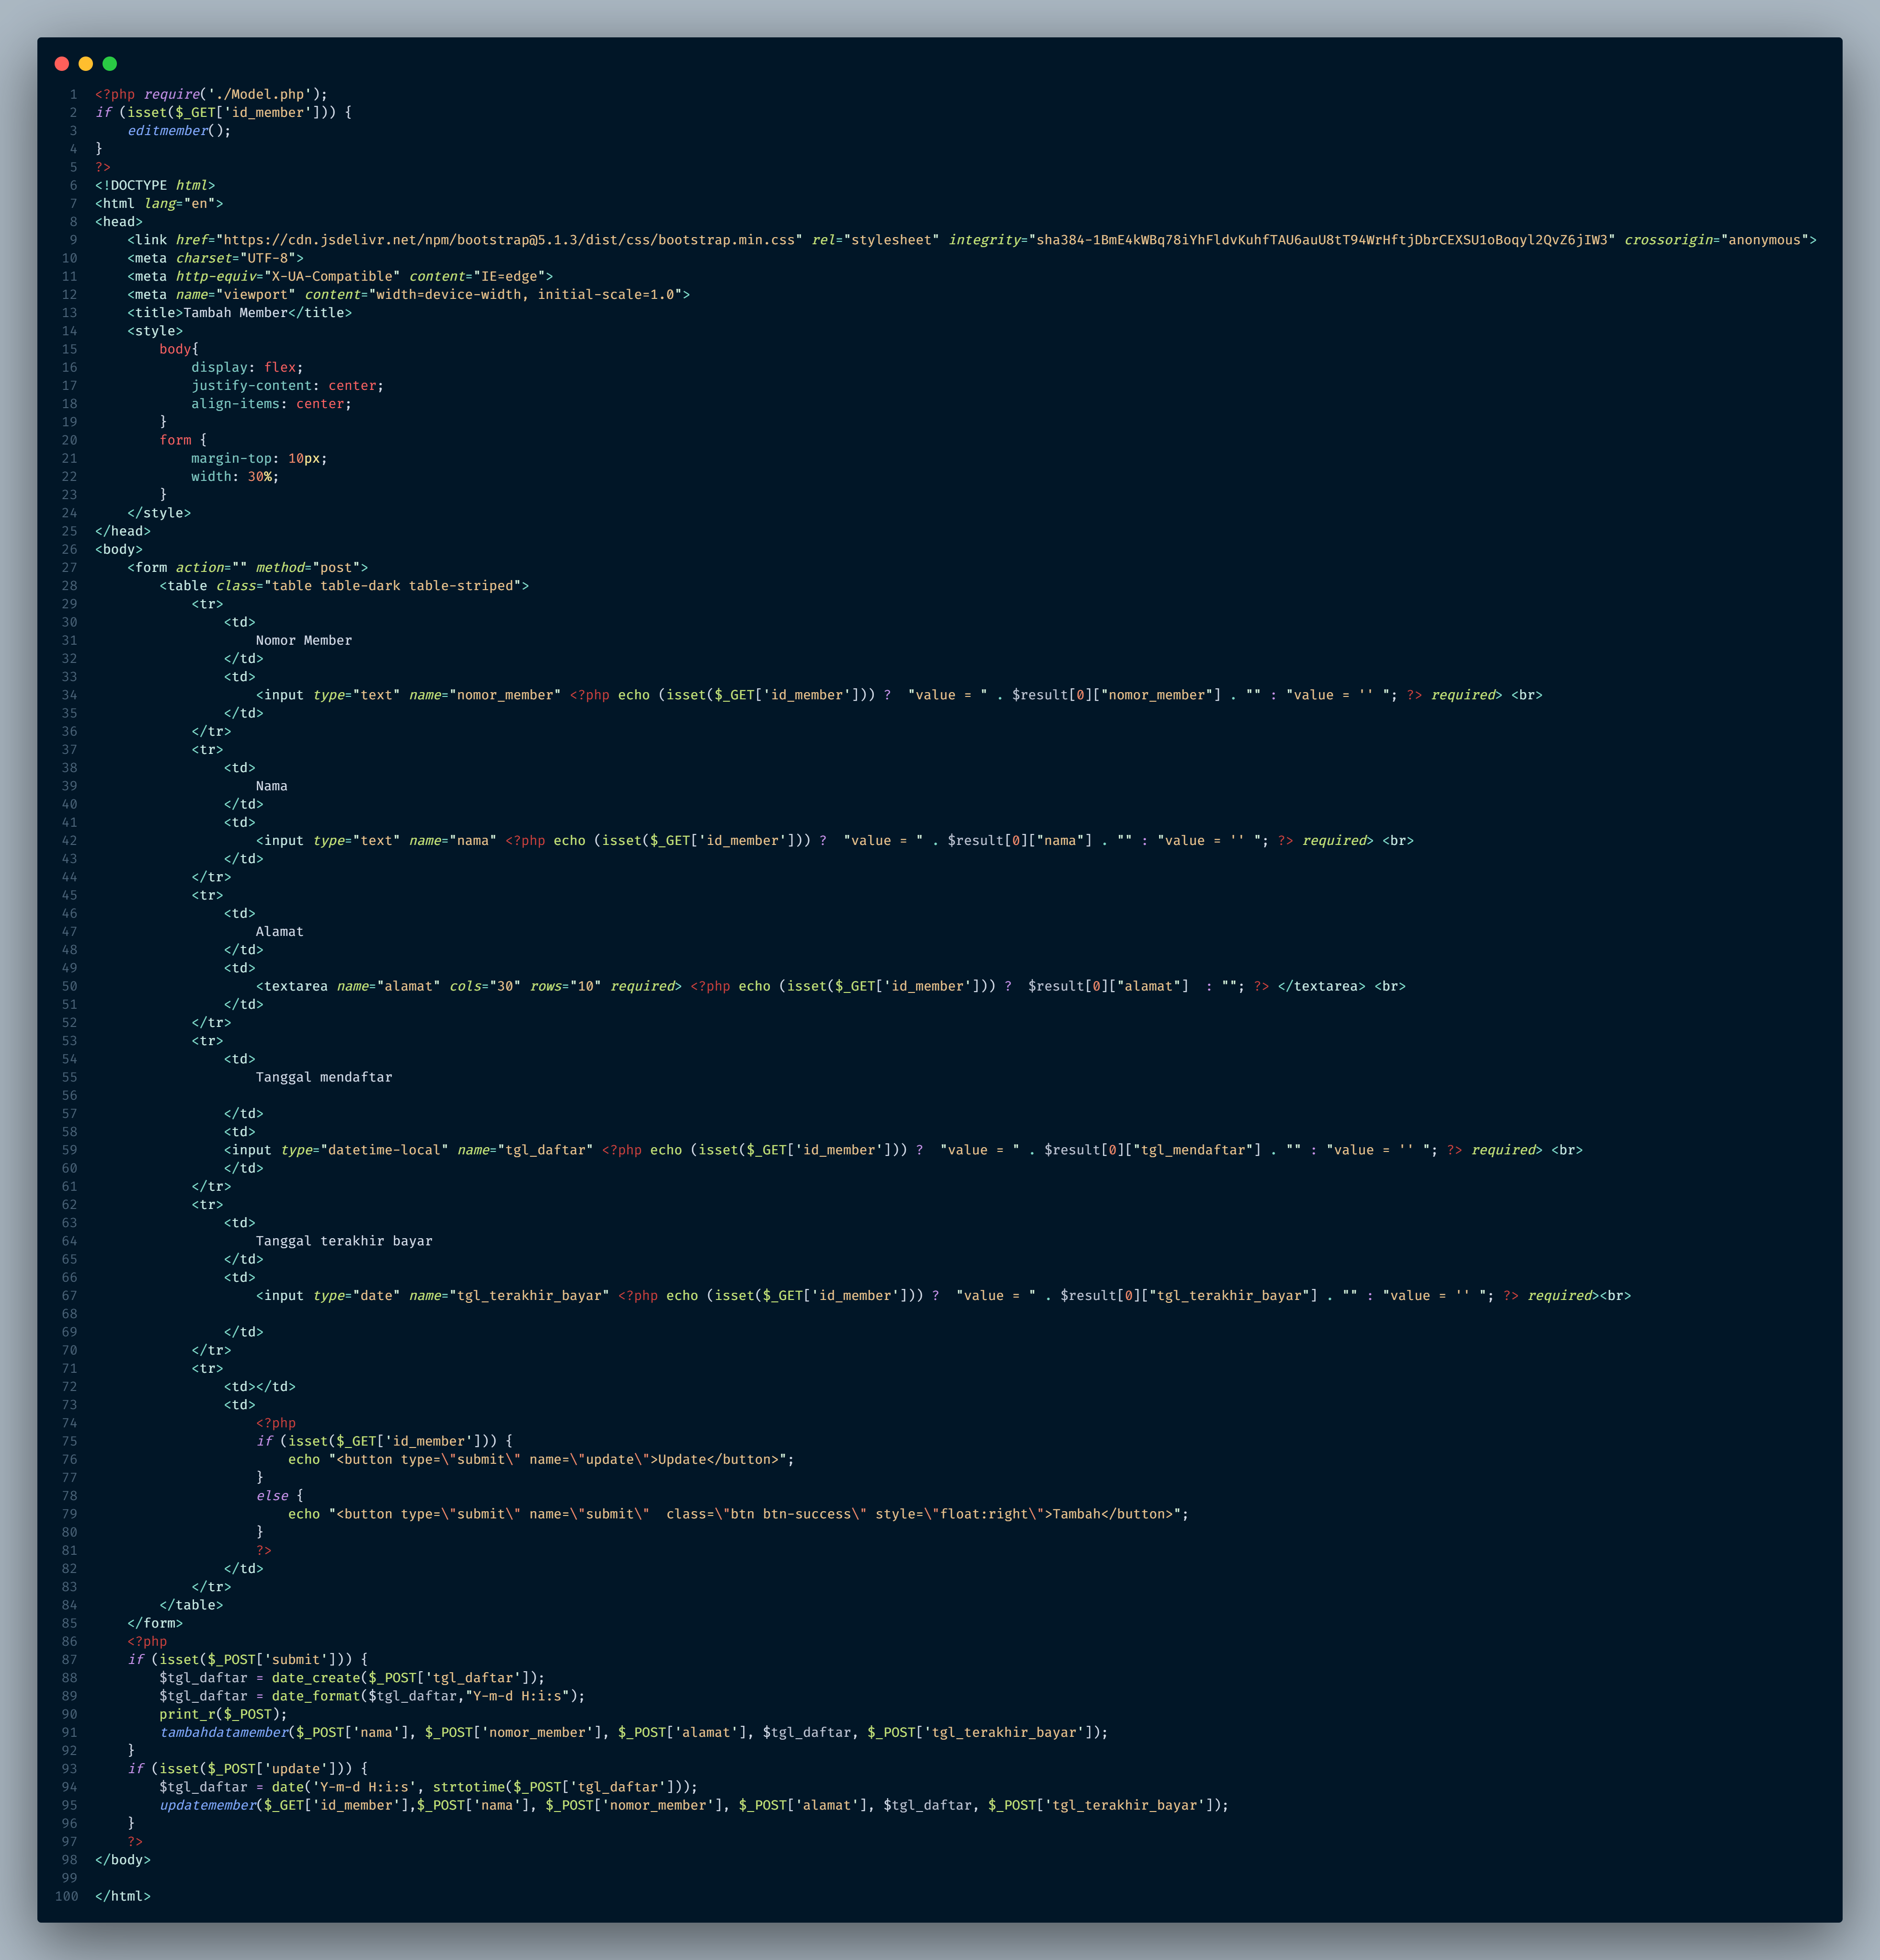 1 <?php require('./Model.php');
2 if (isset($_GET['id_member'])) {
3     editmember();
4 }
5 ?>
6 <!DOCTYPE html>
7 <html lang="en">
8 <head>
9     <link href="https://cdn.jsdelivr.net/npm/bootstrap@5.1.3/dist/css/bootstrap.min.css" rel="stylesheet" integrity="sha384-1BmE4kWBq78iYhFldvKuhfTAU6auU8tT94WrHftjDbrCEXSU1oBoqyl2QvZ6jIW3" crossorigin="anonymous">
10     <meta charset="UTF-8">
11     <meta http-equiv="X-UA-Compatible" content="IE=edge">
12     <meta name="viewport" content="width=device-width, initial-scale=1.0">
13     <title>Tambah Member</title>
14     <style>
15         body{
16             display: flex;
17             justify-content: center;
18             align-items: center;
19         }
20         form {
21             margin-top: 10px;
22             width: 30%;
23         }
24     </style>
25 </head>
26 <body>
27     <form action="" method="post">
28         <table class="table table-dark table-striped">
29             <tr>
30                 <td>
31                     Nomor Member
32                 </td>
33                 <td>
34                     <input type="text" name="nomor_member" <?php echo (isset($_GET['id_member'])) ?  "value = " . $result[0]["nomor_member"] . "" : "value = '' "; ?> required> <br>
35                 </td>
36             </tr>
37             <tr>
38                 <td>
39                     Nama
40                 </td>
41                 <td>
42                     <input type="text" name="nama" <?php echo (isset($_GET['id_member'])) ?  "value = " . $result[0]["nama"] . "" : "value = '' "; ?> required> <br>
43                 </td>
44             </tr>
45             <tr>
46                 <td>
47                     Alamat
48                 </td>
49                 <td>
50                     <textarea name="alamat" cols="30" rows="10" required> <?php echo (isset($_GET['id_member'])) ?  $result[0]["alamat"]  : ""; ?> </textarea> <br>
51                 </td>
52             </tr>
53             <tr>
54                 <td>
55                     Tanggal mendaftar
56
57                 </td>
58                 <td>
59                 <input type="datetime-local" name="tgl_daftar" <?php echo (isset($_GET['id_member'])) ?  "value = " . $result[0]["tgl_mendaftar"] . "" : "value = '' "; ?> required> <br>
60                 </td>
61             </tr>
62             <tr>
63                 <td>
64                     Tanggal terakhir bayar
65                 </td>
66                 <td>
67                     <input type="date" name="tgl_terakhir_bayar" <?php echo (isset($_GET['id_member'])) ?  "value = " . $result[0]["tgl_terakhir_bayar"] . "" : "value = '' "; ?> required><br>
68
69                 </td>
70             </tr>
71             <tr>
72                 <td></td>
73                 <td>
74                     <?php
75                     if (isset($_GET['id_member'])) {
76                         echo "<button type=\"submit\" name=\"update\">Update</button>";
77                     }
78                     else {
79                         echo "<button type=\"submit\" name=\"submit\"  class=\"btn btn-success\" style=\"float:right\">Tambah</button>";
80                     }
81                     ?>
82                 </td>
83             </tr>
84         </table>
85     </form>
86     <?php
87     if (isset($_POST['submit'])) {
88         $tgl_daftar = date_create($_POST['tgl_daftar']);
89         $tgl_daftar = date_format($tgl_daftar,"Y-m-d H:i:s");
90         print_r($_POST);
91         tambahdatamember($_POST['nama'], $_POST['nomor_member'], $_POST['alamat'], $tgl_daftar, $_POST['tgl_terakhir_bayar']);
92     }
93     if (isset($_POST['update'])) {
94         $tgl_daftar = date('Y-m-d H:i:s', strtotime($_POST['tgl_daftar']));
95         updatemember($_GET['id_member'],$_POST['nama'], $_POST['nomor_member'], $_POST['alamat'], $tgl_daftar, $_POST['tgl_terakhir_bayar']);
96     }
97     ?>
98 </body>
99
100 </html>